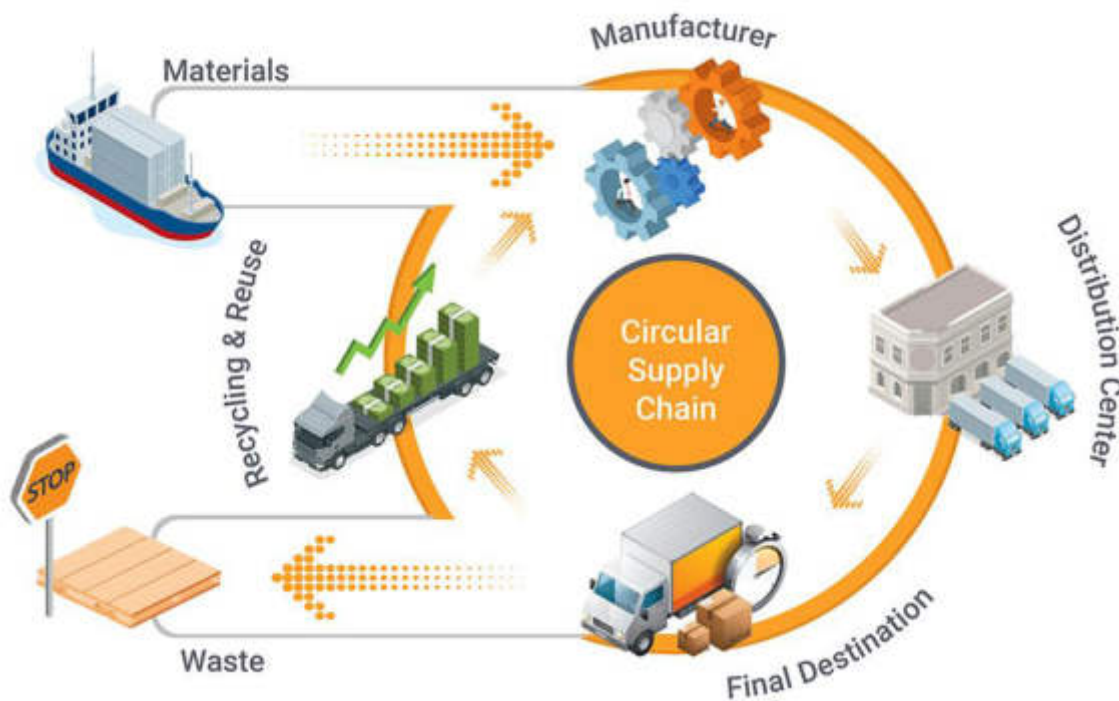 Manufacturer
Materials
Distribution Center
Recycling & Reuse
Circular
Supply
Chain
STOP
Waste
Final Destination